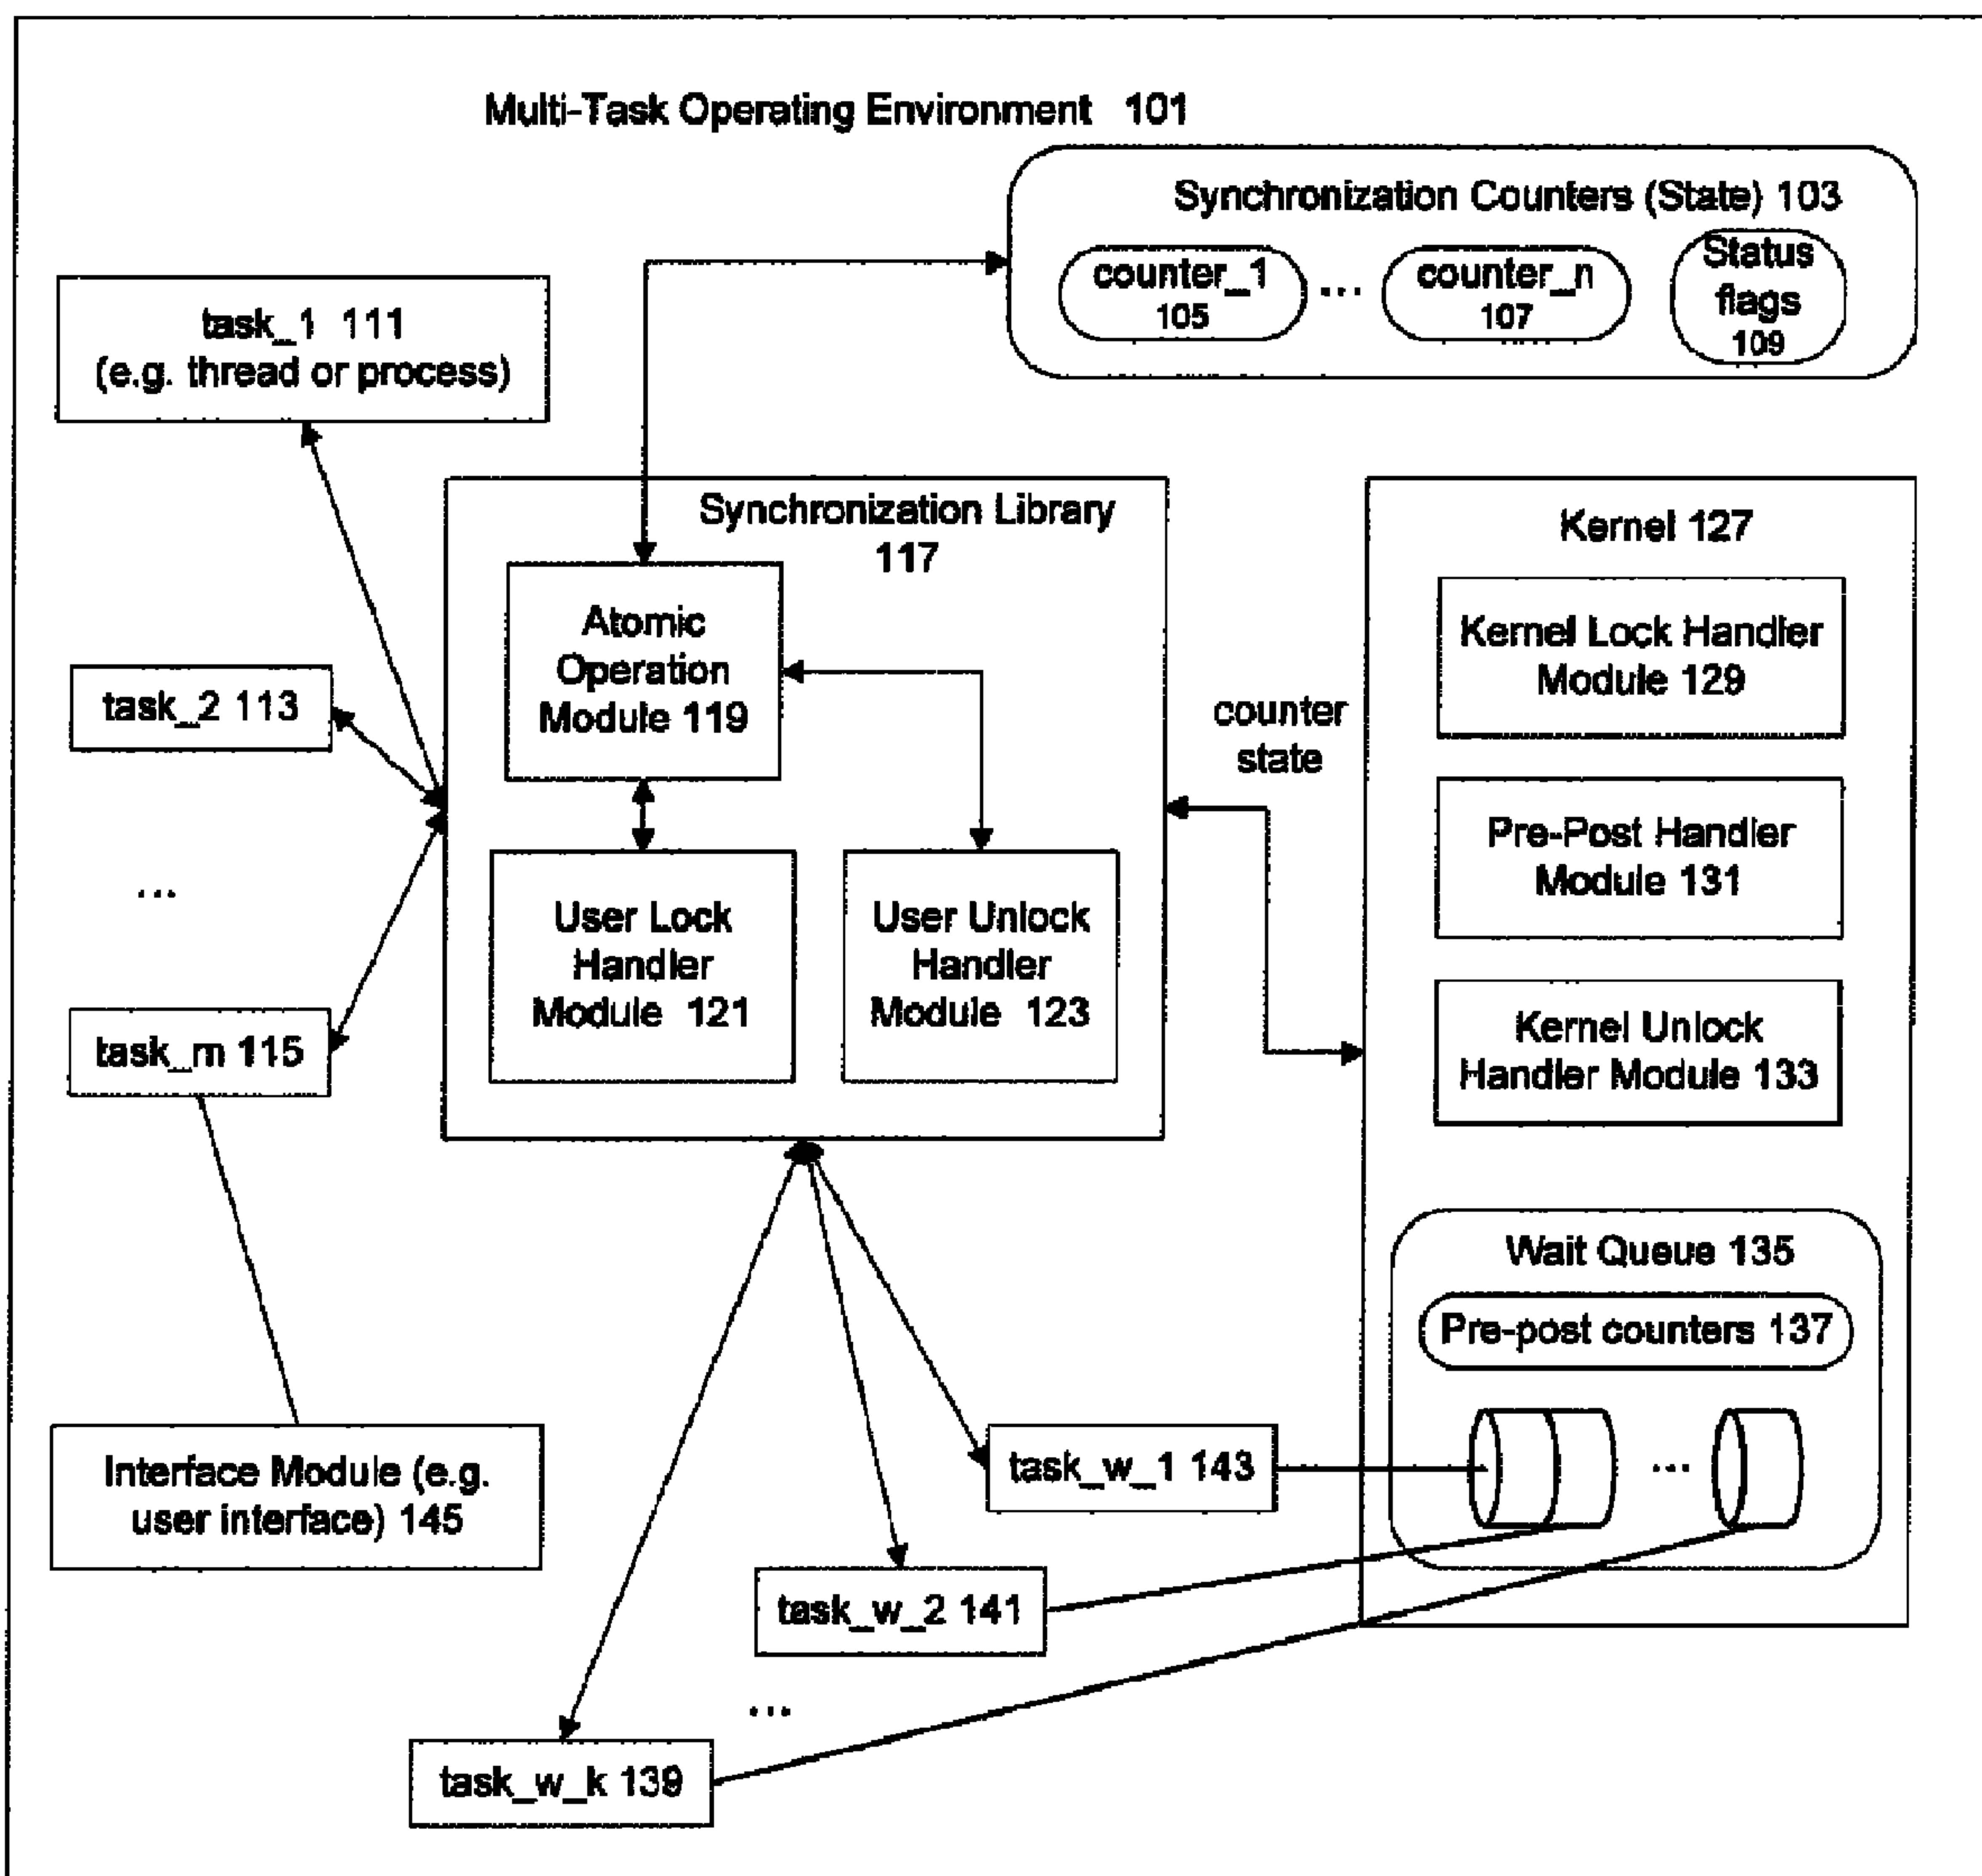 Multi-Task Operating Environment 101
Synchronization Counters (State) 103
counter_1
105
...
counter_n
107
Status
flags
109
task_1 111
(e.g. thread or process)
task_2 113
...
task_m 115
Interface Module (e.g.
user interface) 145
Synchronization Library
117
Atomic
Operation
Module 119
User Lock
Handler
Module 121
User Unlock
Handler
Module 123
counter
state
Kernel 127
Kernel Lock Handler
Module 129
Pre-Post Handler
Module 131
Kernel Unlock
Handler Module 133
Wait Queue 135
Pre-post counters 137
...
task_w_1 143
task_w_2 141
...
task_w_k 139